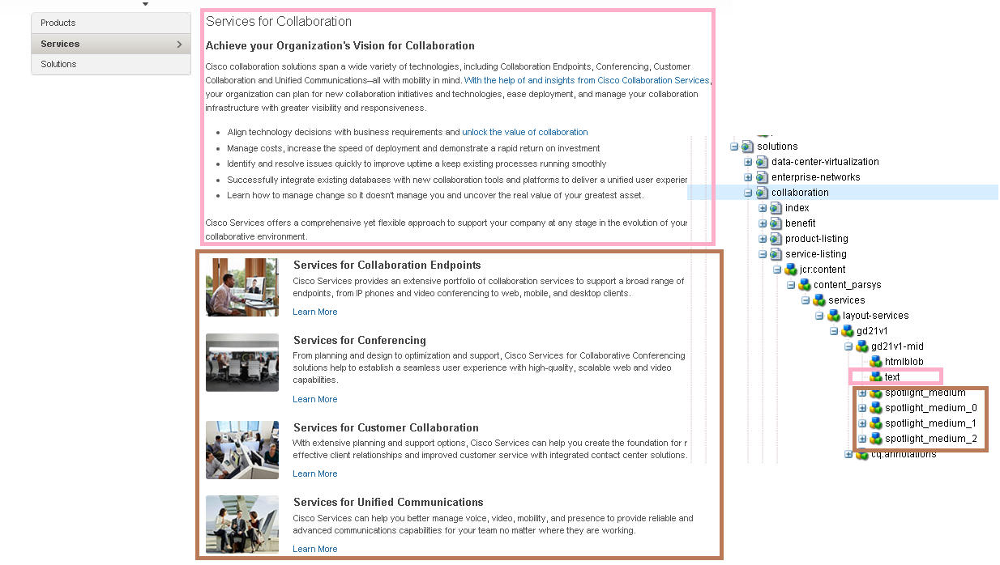 Products
Services
Solutions
Services for Collaboration
Achieve your Organization's Vision for Collaboration
Cisco collaboration solutions span a wide variety of technologies, including Collaboration Endpoints, Conferencing, Customer
Collaboration and Unified Communications–all with mobility in mind. With the help of and insights from Cisco Collaboration Services,
your organization can plan for new collaboration initiatives and technologies, ease deployment, and manage your collaboration
infrastructure with greater visibility and responsiveness.
• Align technology decisions with business requirements and unlock the value of collaboration
• Manage costs, increase the speed of deployment and demonstrate a rapid return on investment
• Identify and resolve issues quickly to improve uptime a keep existing processes running smoothly
• Successfully integrate existing databases with new collaboration tools and platforms to deliver a unified user experier
• Learn how to manage change so it doesn't manage you and uncover the real value of your greatest asset.
Cisco Services offers a comprehensive yet flexible approach to support your company at any stage in the evolution of your
collaborative environment.
Services for Collaboration Endpoints
Cisco Services provides an extensive portfolio of collaboration services to support a broad range of
endpoints, from IP phones and video conferencing to web, mobile, and desktop clients.
Learn More
Services for Conferencing
From planning and design to optimization and support, Cisco Services for Collaborative Conferencing
solutions help to establish a seamless user experience with high-quality, scalable web and video
capabilities.
Learn More
Services for Customer Collaboration
With extensive planning and support options, Cisco Services can help you create the foundation for r
effective client relationships and improved customer service with integrated contact center solutions.
Learn More
Services for Unified Communications
Cisco Services can help you better manage voice, video, mobility, and presence to provide reliable and
advanced communications capabilities for your team no matter where they are working.
Learn More
solutions
data-center-virtualization
enterprise-networks
collaboration
index
benefit
product-listing
service-listing
jcr:content
content_parsys
services
layout-services
gd21v1
gd21v1-mid
htmlblob
text
spotlight_medium
spotlight_medium_0
spotlight_medium_1
spotlight_medium_2
cq:annotations